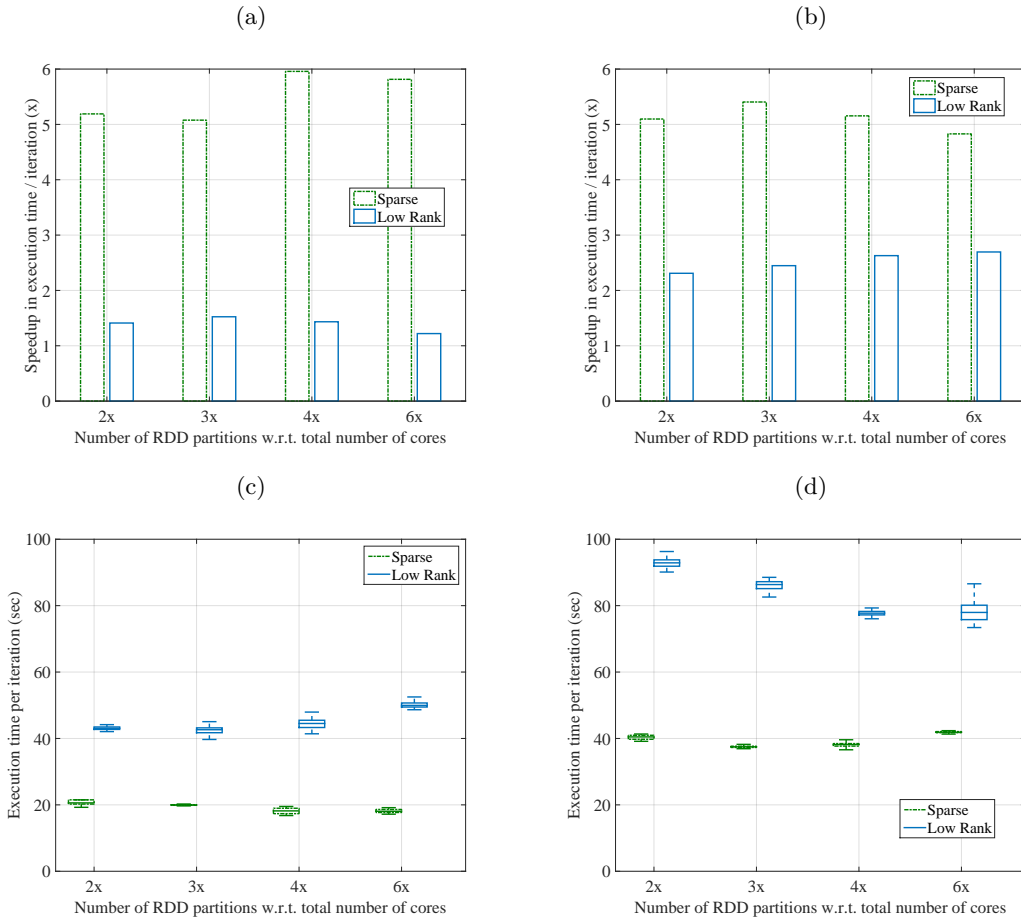 (a)
Speedup in execution time / iteration (x)
6
5
4
3
2
1
0
Sparse
Low Rank
2x 3x 4x 6x
Number of RDD partitions w.r.t. total number of cores
(b)
Speedup in execution time / iteration (x)
6
5
4
3
2
1
0
Sparse
Low Rank
2x 3x 4x 6x
Number of RDD partitions w.r.t. total number of cores
(c)
Execution time per iteration (sec)
100
80
60
40
20
0
Sparse
Low Rank
2x 3x 4x 6x
Number of RDD partitions w.r.t. total number of cores
(d)
Execution time per iteration (sec)
100
80
60
40
20
0
Sparse
Low Rank
2x 3x 4x 6x
Number of RDD partitions w.r.t. total number of cores